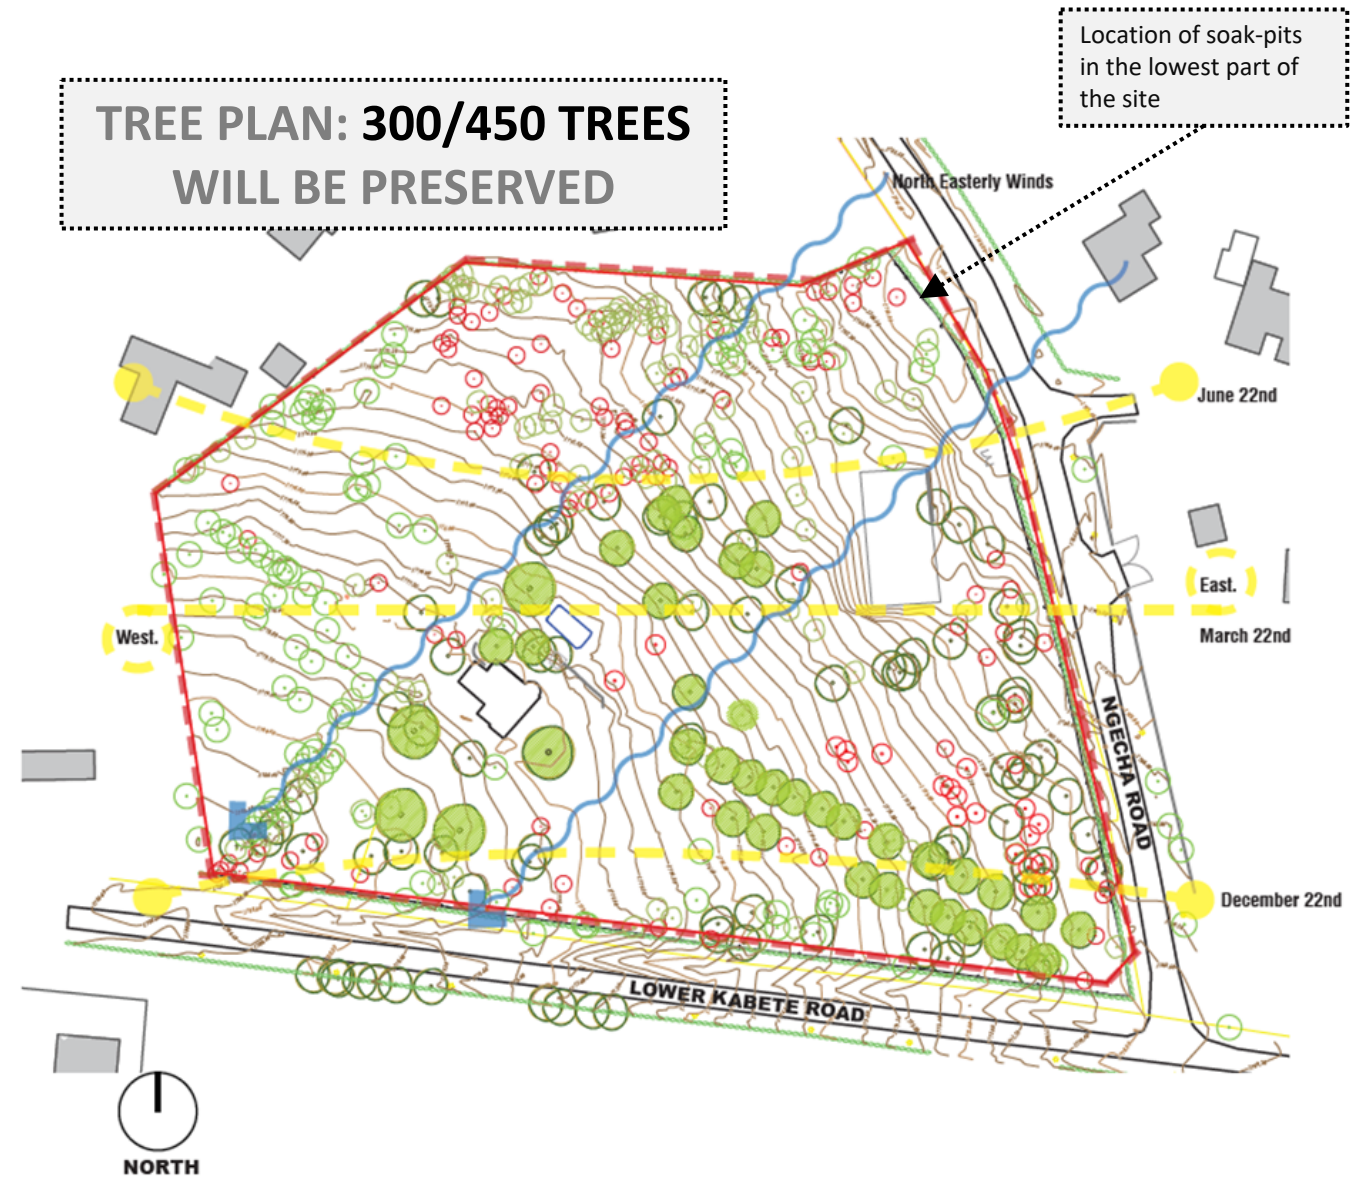 Location of soak-pits
in the lowest part of
the site
TREE PLAN: 300/450 TREES
WILL BE PRESERVED
North Easterly Winds
June 22nd
East.
West.
March 22nd
NGECHA ROAD
December 22nd
LOWER KABETE ROAD
NORTH